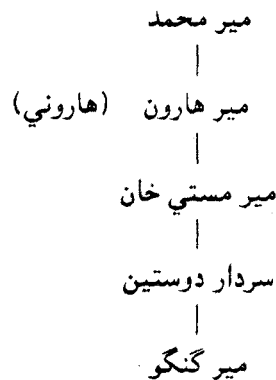 مير محمد
مير هارون (هاروني)
مير مستي خان
سردار دوستين
مير گنگو